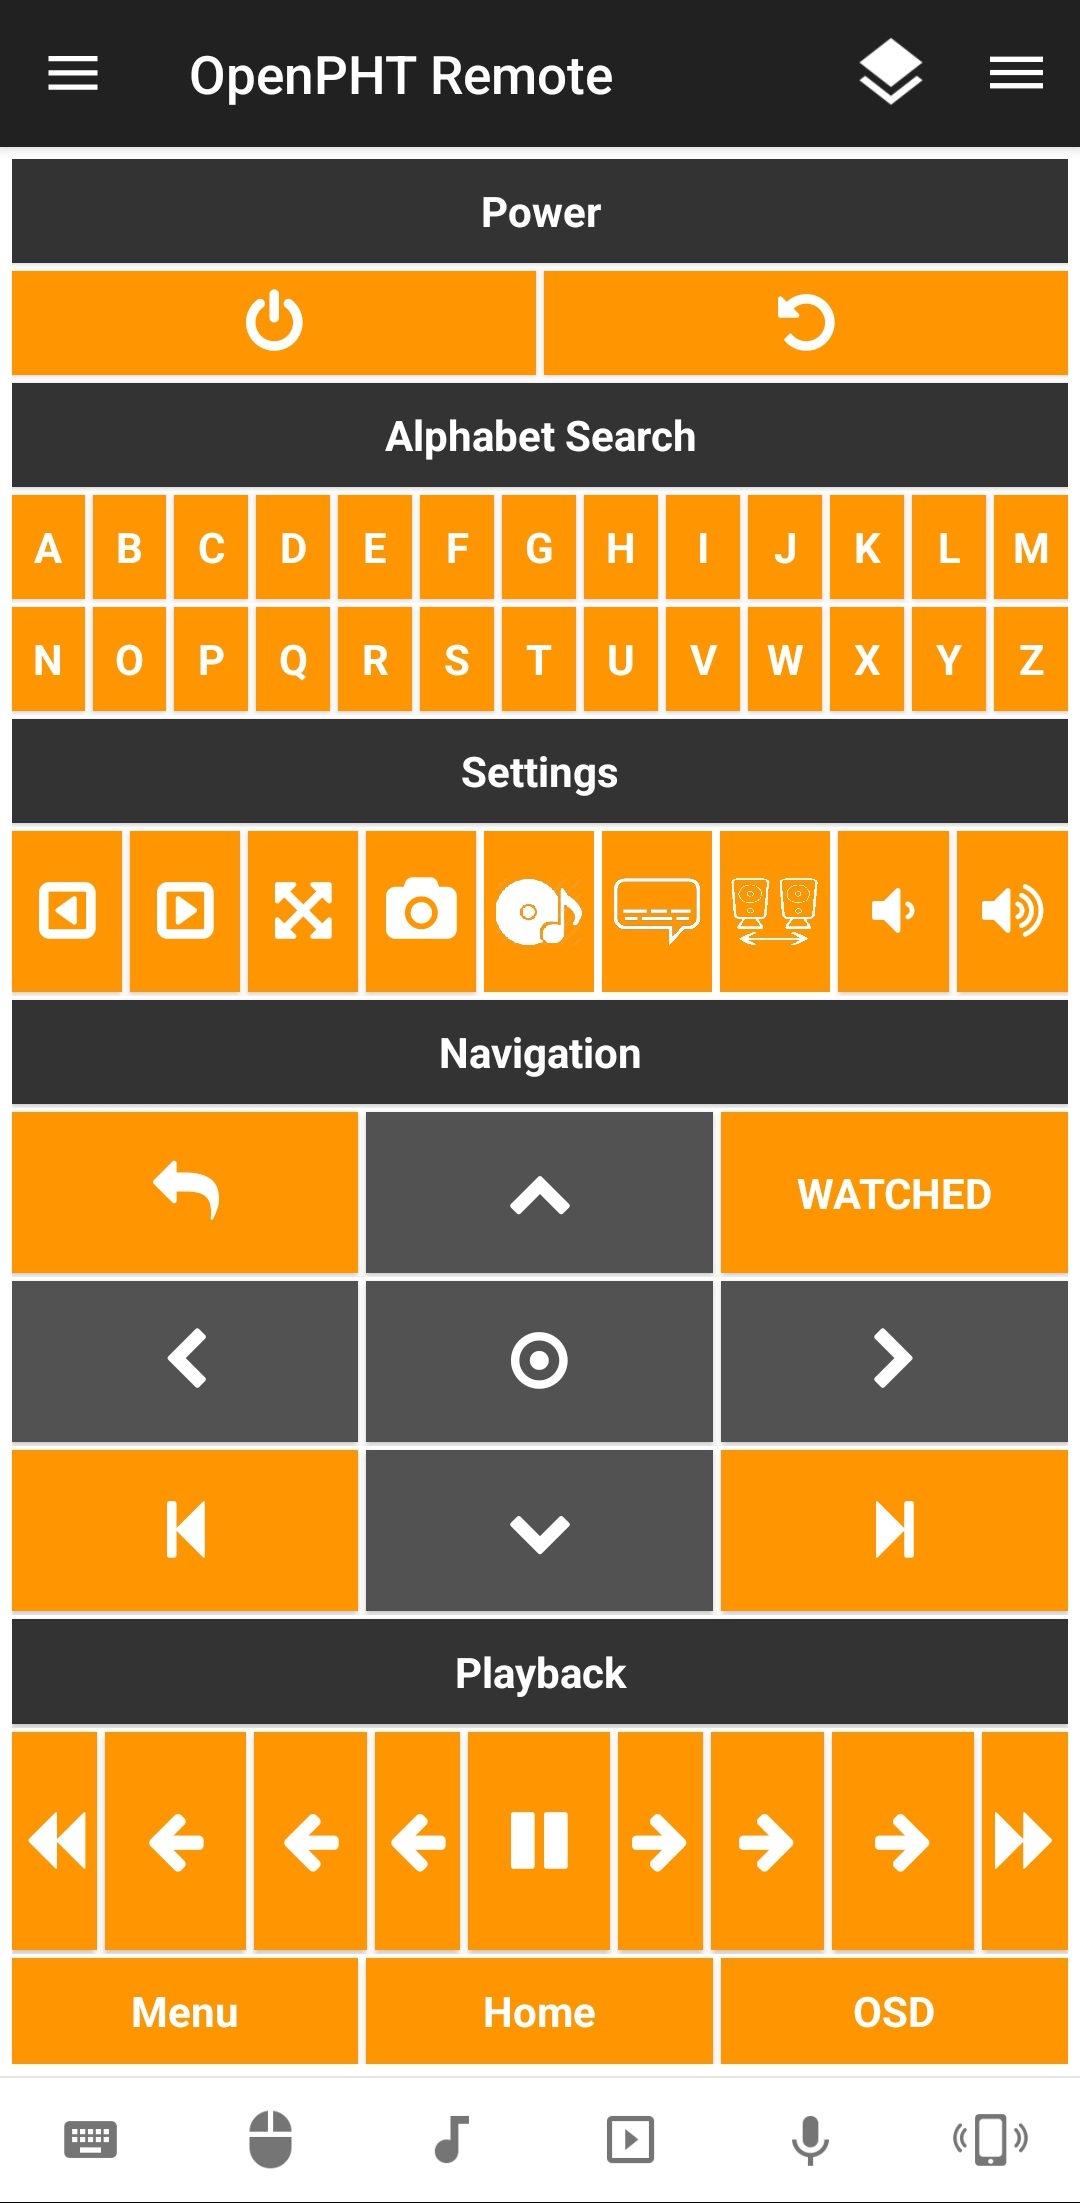 OpenPHT Remote
Power
Alphabet Search
A B C D E F G H I J K L M
N O P Q R S T U V W X Y Z
Settings
Navigation
WATCHED
Playback
Menu Home OSD